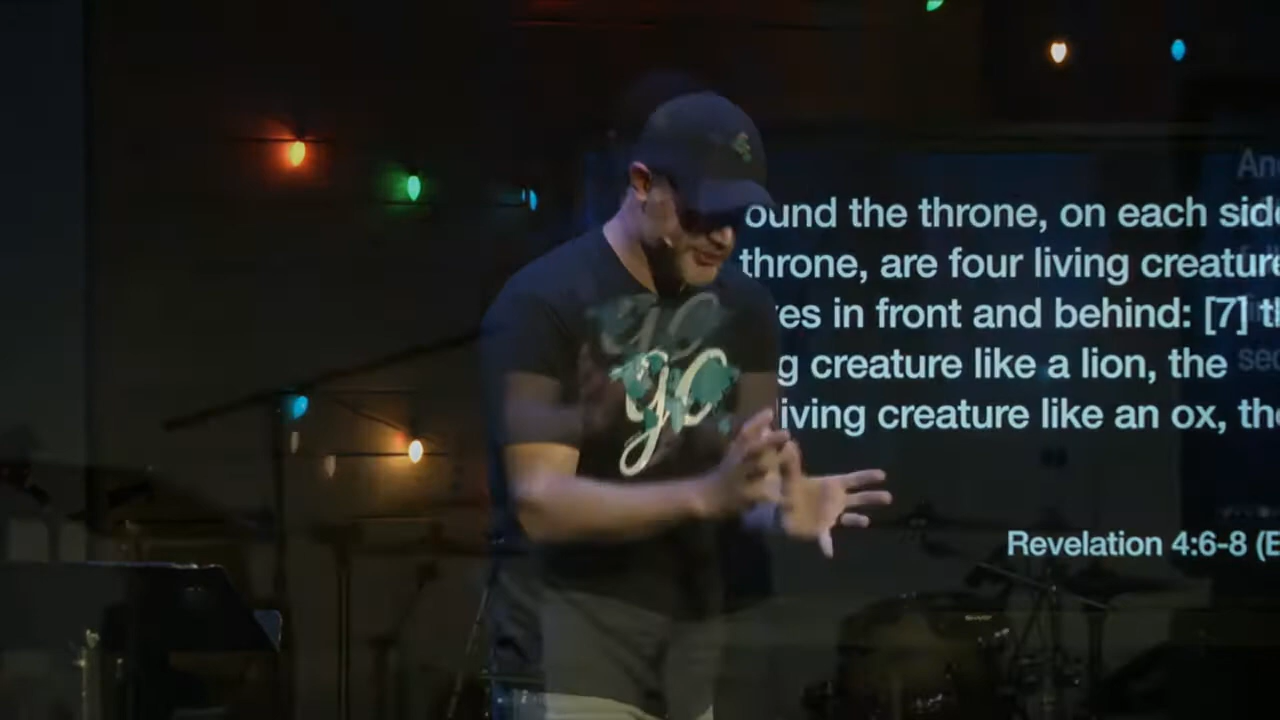 go
ound the throne, on each side
throne, are four living creature
es in front and behind: [7] t
g creature like a lion, the
living creature like an ox, the
Revelation 4:6-8 (E